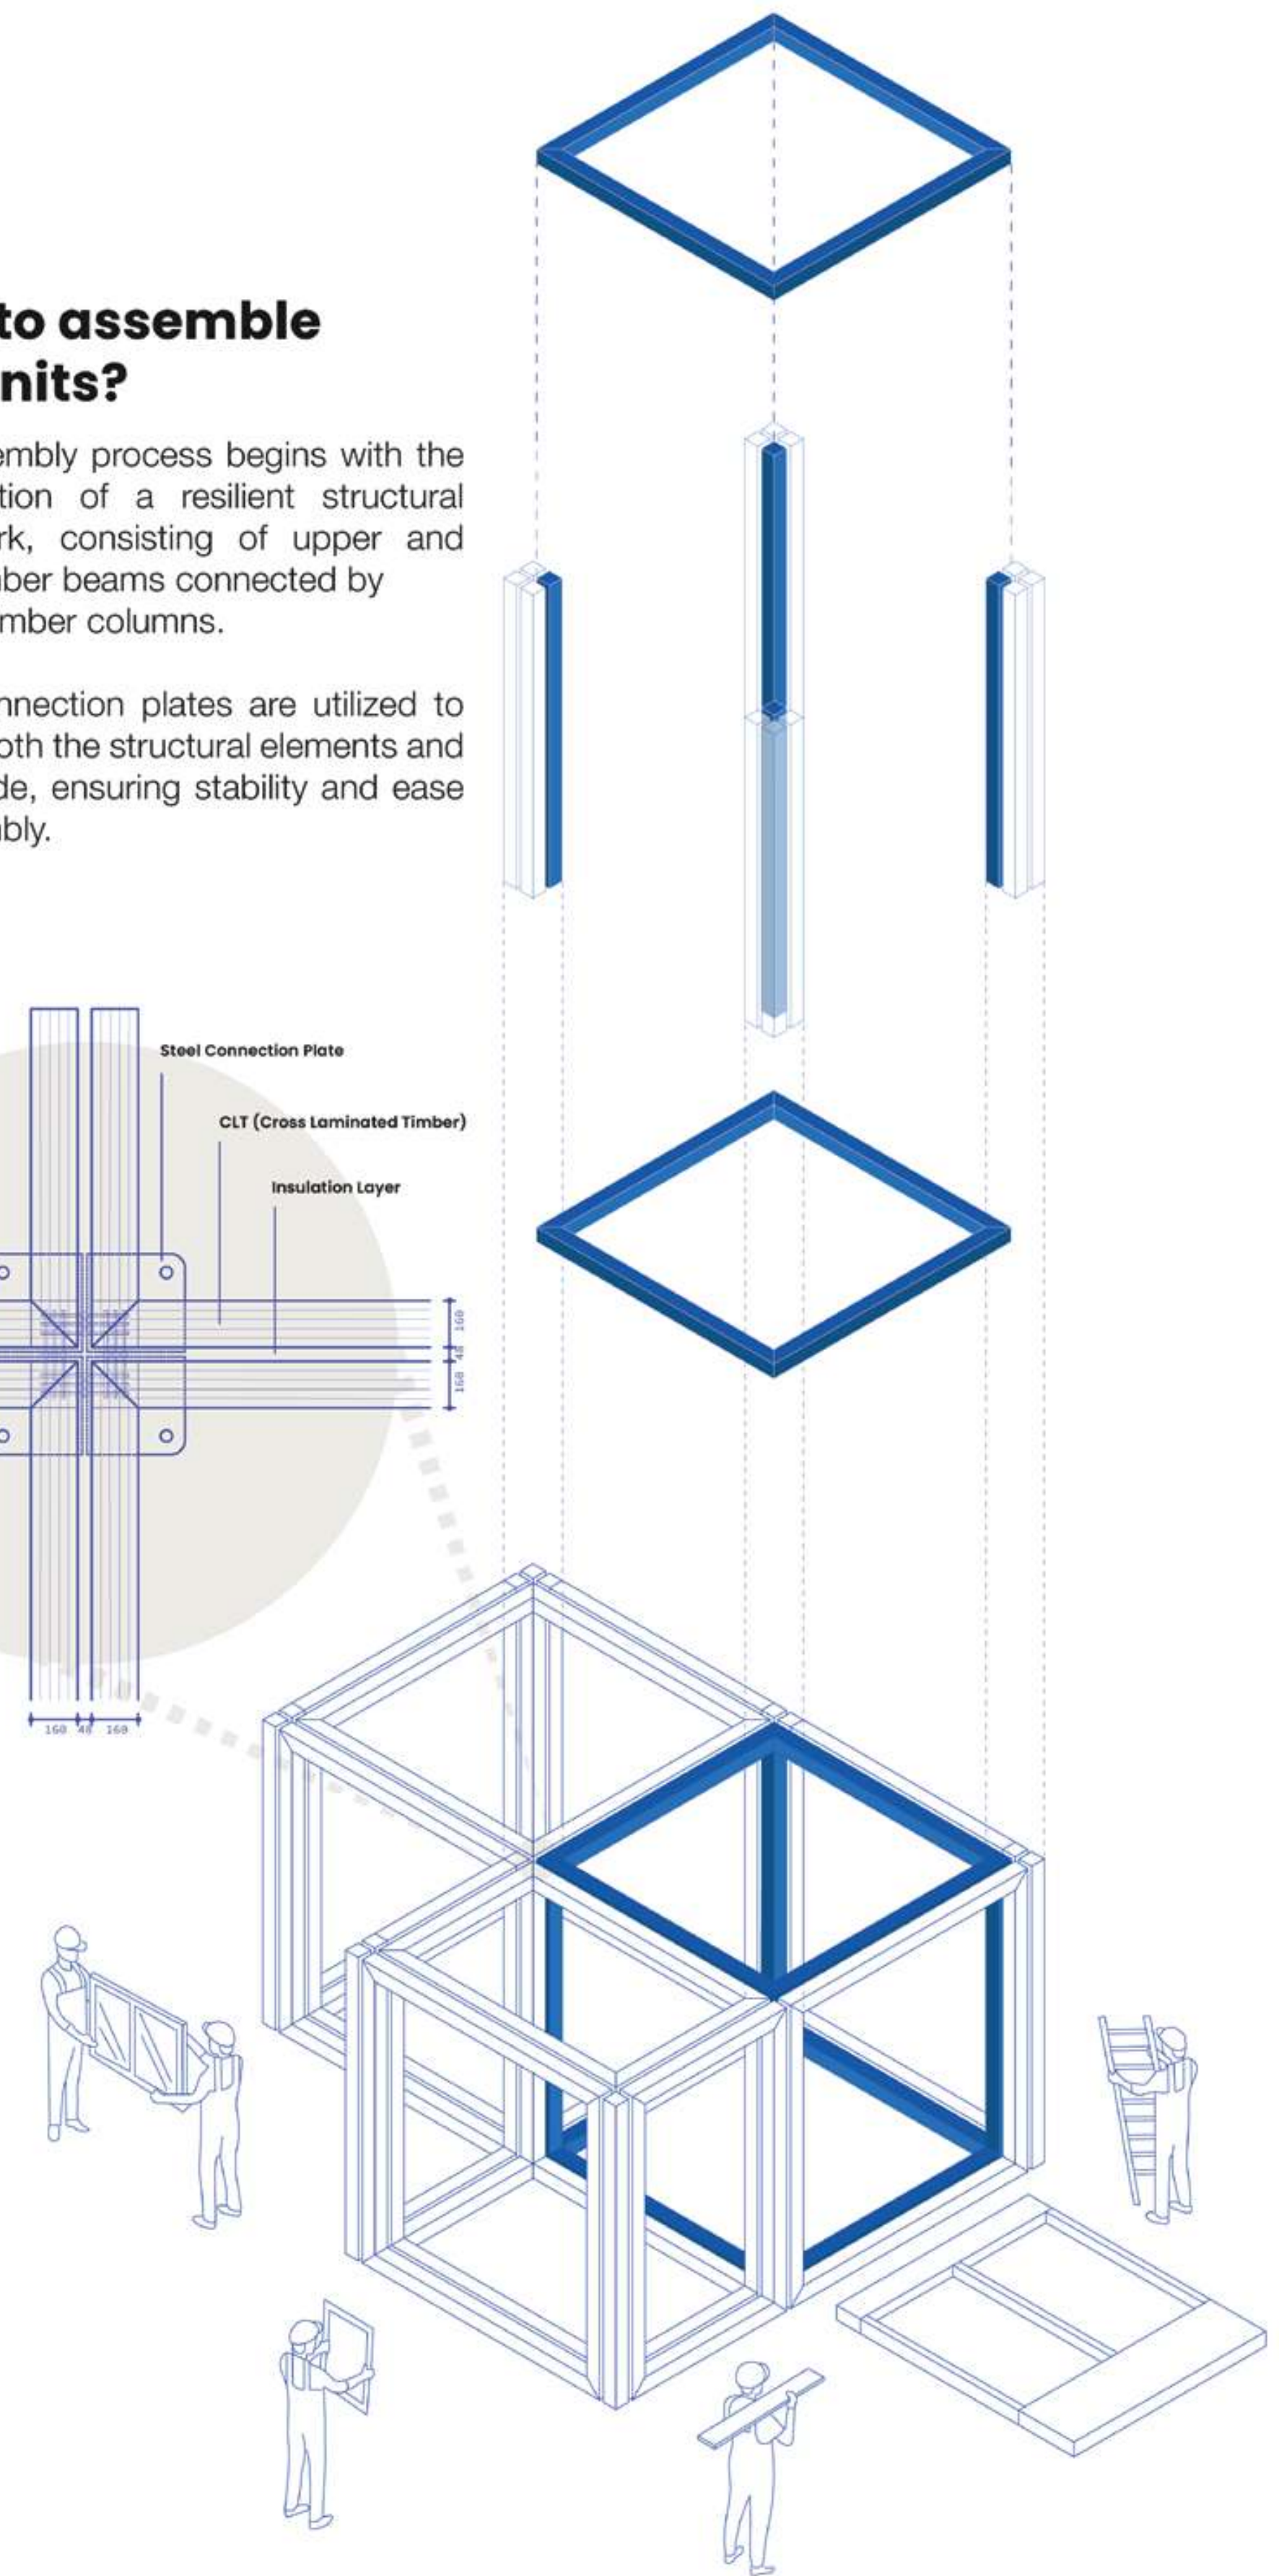 to assemble
nits?
embly process begins with the
tion of a resilient structural
rk, consisting of upper and
nber beams connected by
mber columns.
nnection plates are utilized to
oth the structural elements and
de, ensuring stability and ease
bly.
Steel Connection Plate
CLT (Cross Laminated Timber)
Insulation Layer
160
48
160
160 48 160